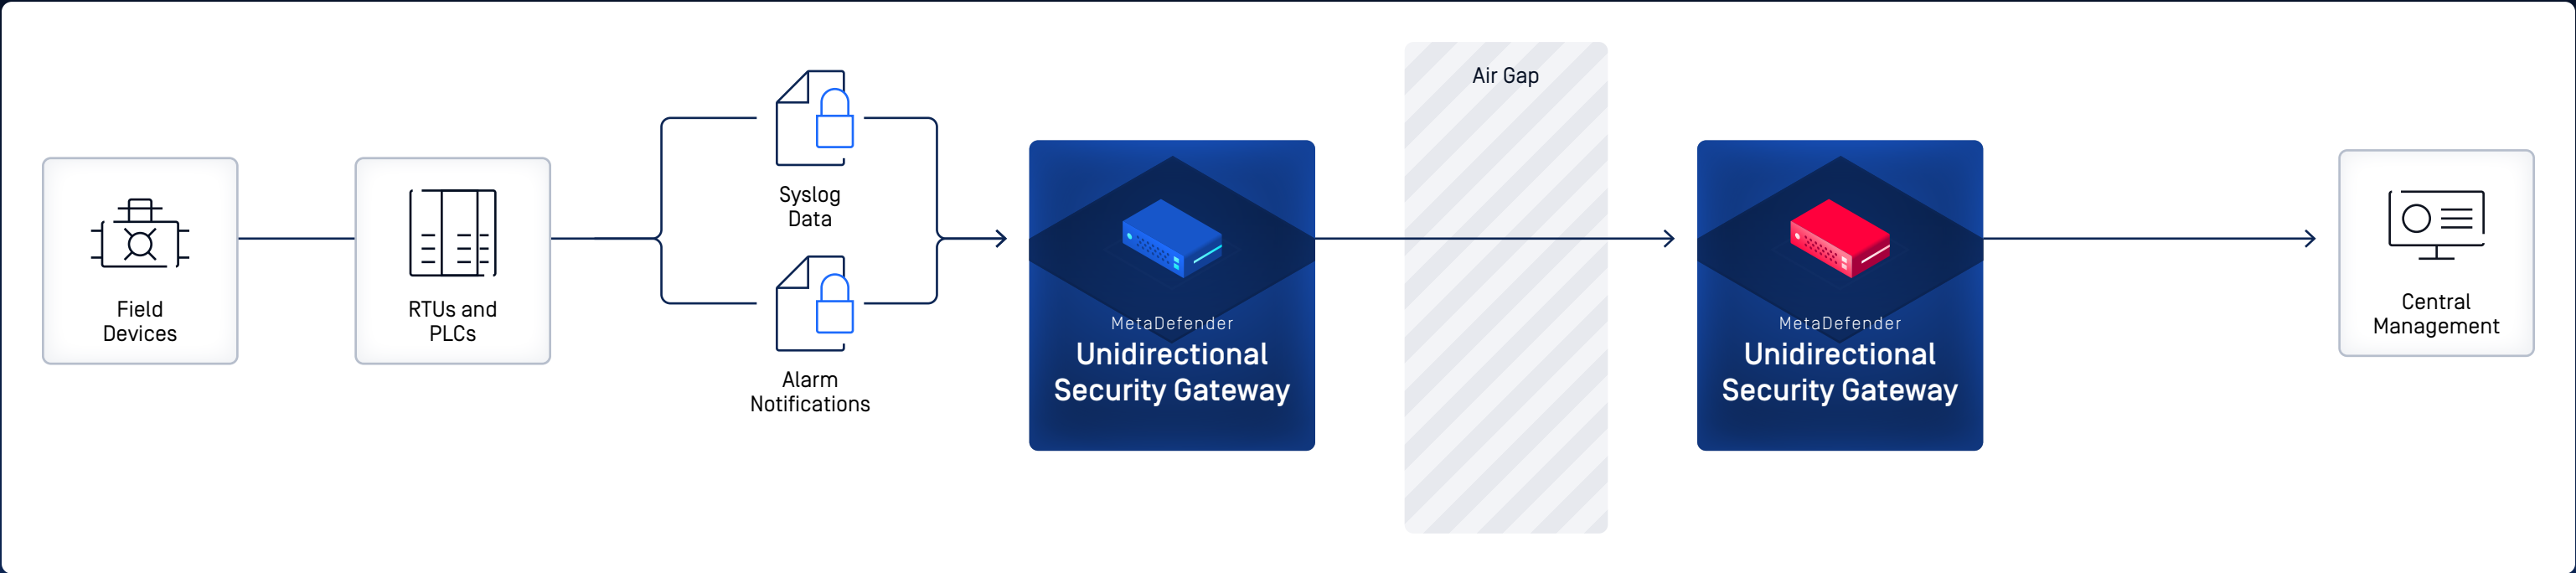 Field
Devices
RTUs and
PLCs
Syslog
Data
Alarm
Notifications
MetaDefender
Unidirectional
Security Gateway
Air Gap
MetaDefender
Unidirectional
Security Gateway
Central
Management